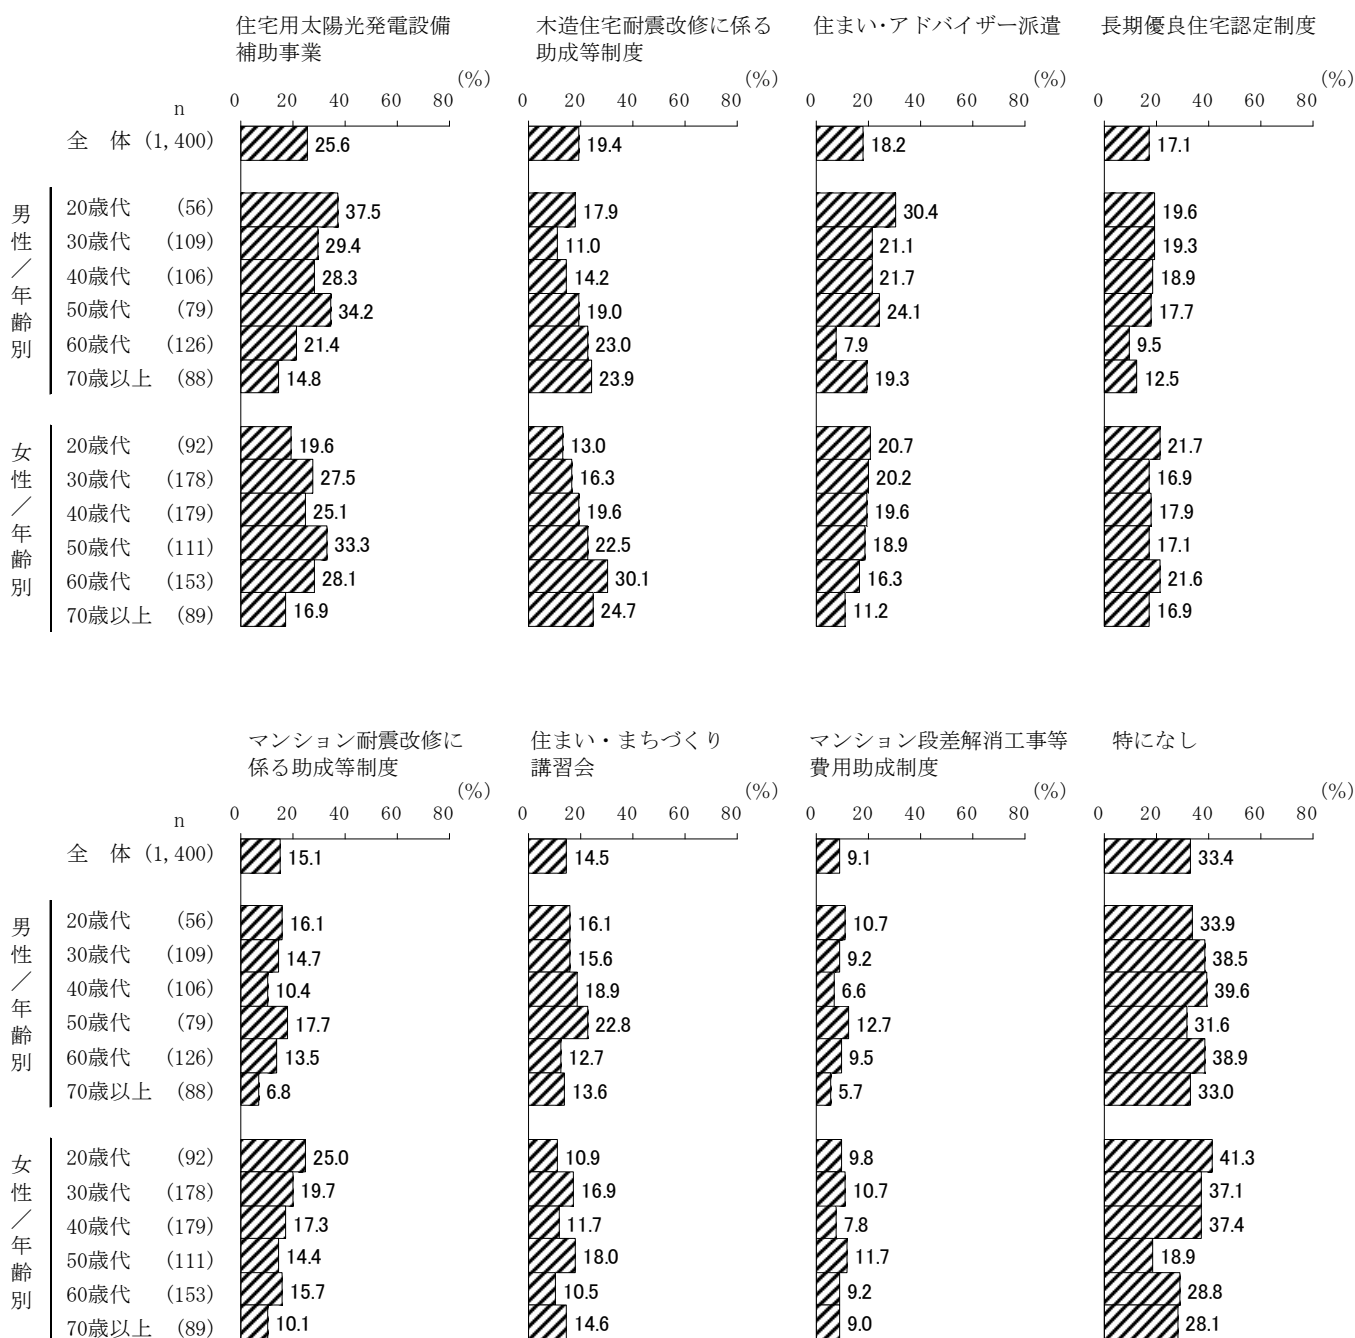 住宅用太陽光発電設備
補助事業
木造住宅耐震改修に係る
助成等制度
住まい・アドバイザー派遣
長期優良住宅認定制度
(%) (%) (%) (%)
n 0 20 40 60 80 0 20 40 60 80 0 20 40 60 80 0 20 40 60 80
全 体 (1,400) 25.6 19.4 18.2 17.1
男性/年齢別
20歳代 (56) 37.5 17.9 30.4 19.6
30歳代 (109) 29.4 11.0 21.1 19.3
40歳代 (106) 28.3 14.2 21.7 18.9
50歳代 (79) 34.2 19.0 24.1 17.7
60歳代 (126) 21.4 23.0 7.9 9.5
70歳以上 (88) 14.8 23.9 19.3 12.5
女性/年齢別
20歳代 (92) 19.6 13.0 20.7 21.7
30歳代 (178) 27.5 16.3 20.2 16.9
40歳代 (179) 25.1 19.6 19.6 17.9
50歳代 (111) 33.3 22.5 18.9 17.1
60歳代 (153) 28.1 30.1 16.3 21.6
70歳以上 (89) 16.9 24.7 11.2 16.9
マンション耐震改修に
係る助成等制度
住まい・まちづくり
講習会
マンション段差解消工事等
費用助成制度
特になし
(%) (%) (%) (%)
n 0 20 40 60 80 0 20 40 60 80 0 20 40 60 80 0 20 40 60 80
全 体 (1,400) 15.1 14.5 9.1 33.4
男性/年齢別
20歳代 (56) 16.1 16.1 10.7 33.9
30歳代 (109) 14.7 15.6 9.2 38.5
40歳代 (106) 10.4 18.9 6.6 39.6
50歳代 (79) 17.7 22.8 12.7 31.6
60歳代 (126) 13.5 12.7 9.5 38.9
70歳以上 (88) 6.8 13.6 5.7 33.0
女性/年齢別
20歳代 (92) 25.0 10.9 9.8 41.3
30歳代 (178) 19.7 16.9 10.7 37.1
40歳代 (179) 17.3 11.7 7.8 37.4
50歳代 (111) 14.4 18.0 11.7 18.9
60歳代 (153) 15.7 10.5 9.2 28.8
70歳以上 (89) 10.1 14.6 9.0 28.1